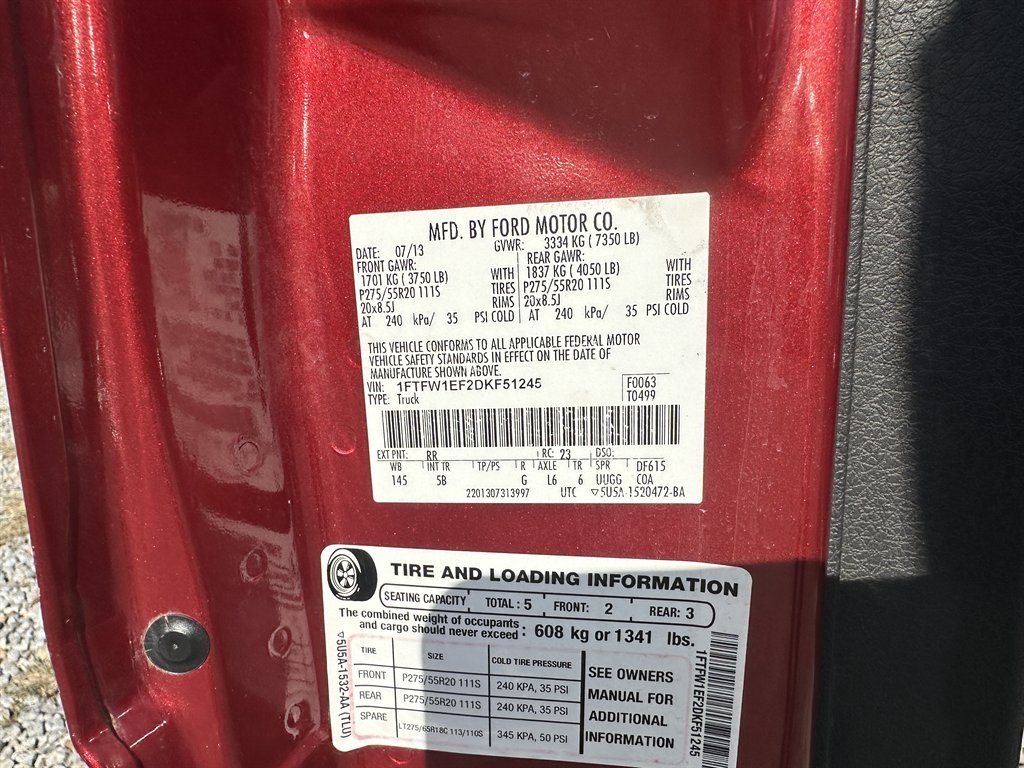 MFD. BY FORD MOTOR CO.
DATE: 07/13 GVWR: 3334 KG ( 7350 LB)
FRONT GAWR: REAR GAWR:
1701 KG ( 3750 LB) WITH 1837 KG ( 4050 LB) WITH
P275/55R20 111S TIRES P275/55R20 111S TIRES
20x8.5J RIMS 20x8.5J RIMS
AT 240 kPa/ 35 PSI COLD AT 240 kPa/ 35 PSI COLD
THIS VEHICLE CONFORMS TO ALL APPLICABLE FEDERAL MOTOR
VEHICLE SAFETY STANDARDS IN EFFECT ON THE DATE OF
MANUFACTURE SHOWN ABOVE.
VIN: 1FTFW1EF2DKF51245 F0063
TYPE: Truck T0499
EXT PNT: RR RC: 23 DSO:
WB INT TR TP/PS R AXLE TR SPR DF615
145 5B G L6 6 UUGG COA
2201307313997 UTC ▽5U5A-1520472-BA
TIRE AND LOADING INFORMATION
SEATING CAPACITY TOTAL : 5 FRONT: 2 REAR: 3
The combined weight of occupants
and cargo should never exceed : 608 kg or 1341 lbs.
TIRE SIZE COLD TIRE PRESSURE
FRONT P275/55R20 111S 240 KPA, 35 PSI
REAR P275/55R20 111S 240 KPA, 35 PSI
SPARE LT275/65R18C 113/110S 345 KPA, 50 PSI
SEE OWNERS
MANUAL FOR
ADDITIONAL
INFORMATION
▽5U5A-1532-AA (TLU)
1FTFW1EF2DKF51245